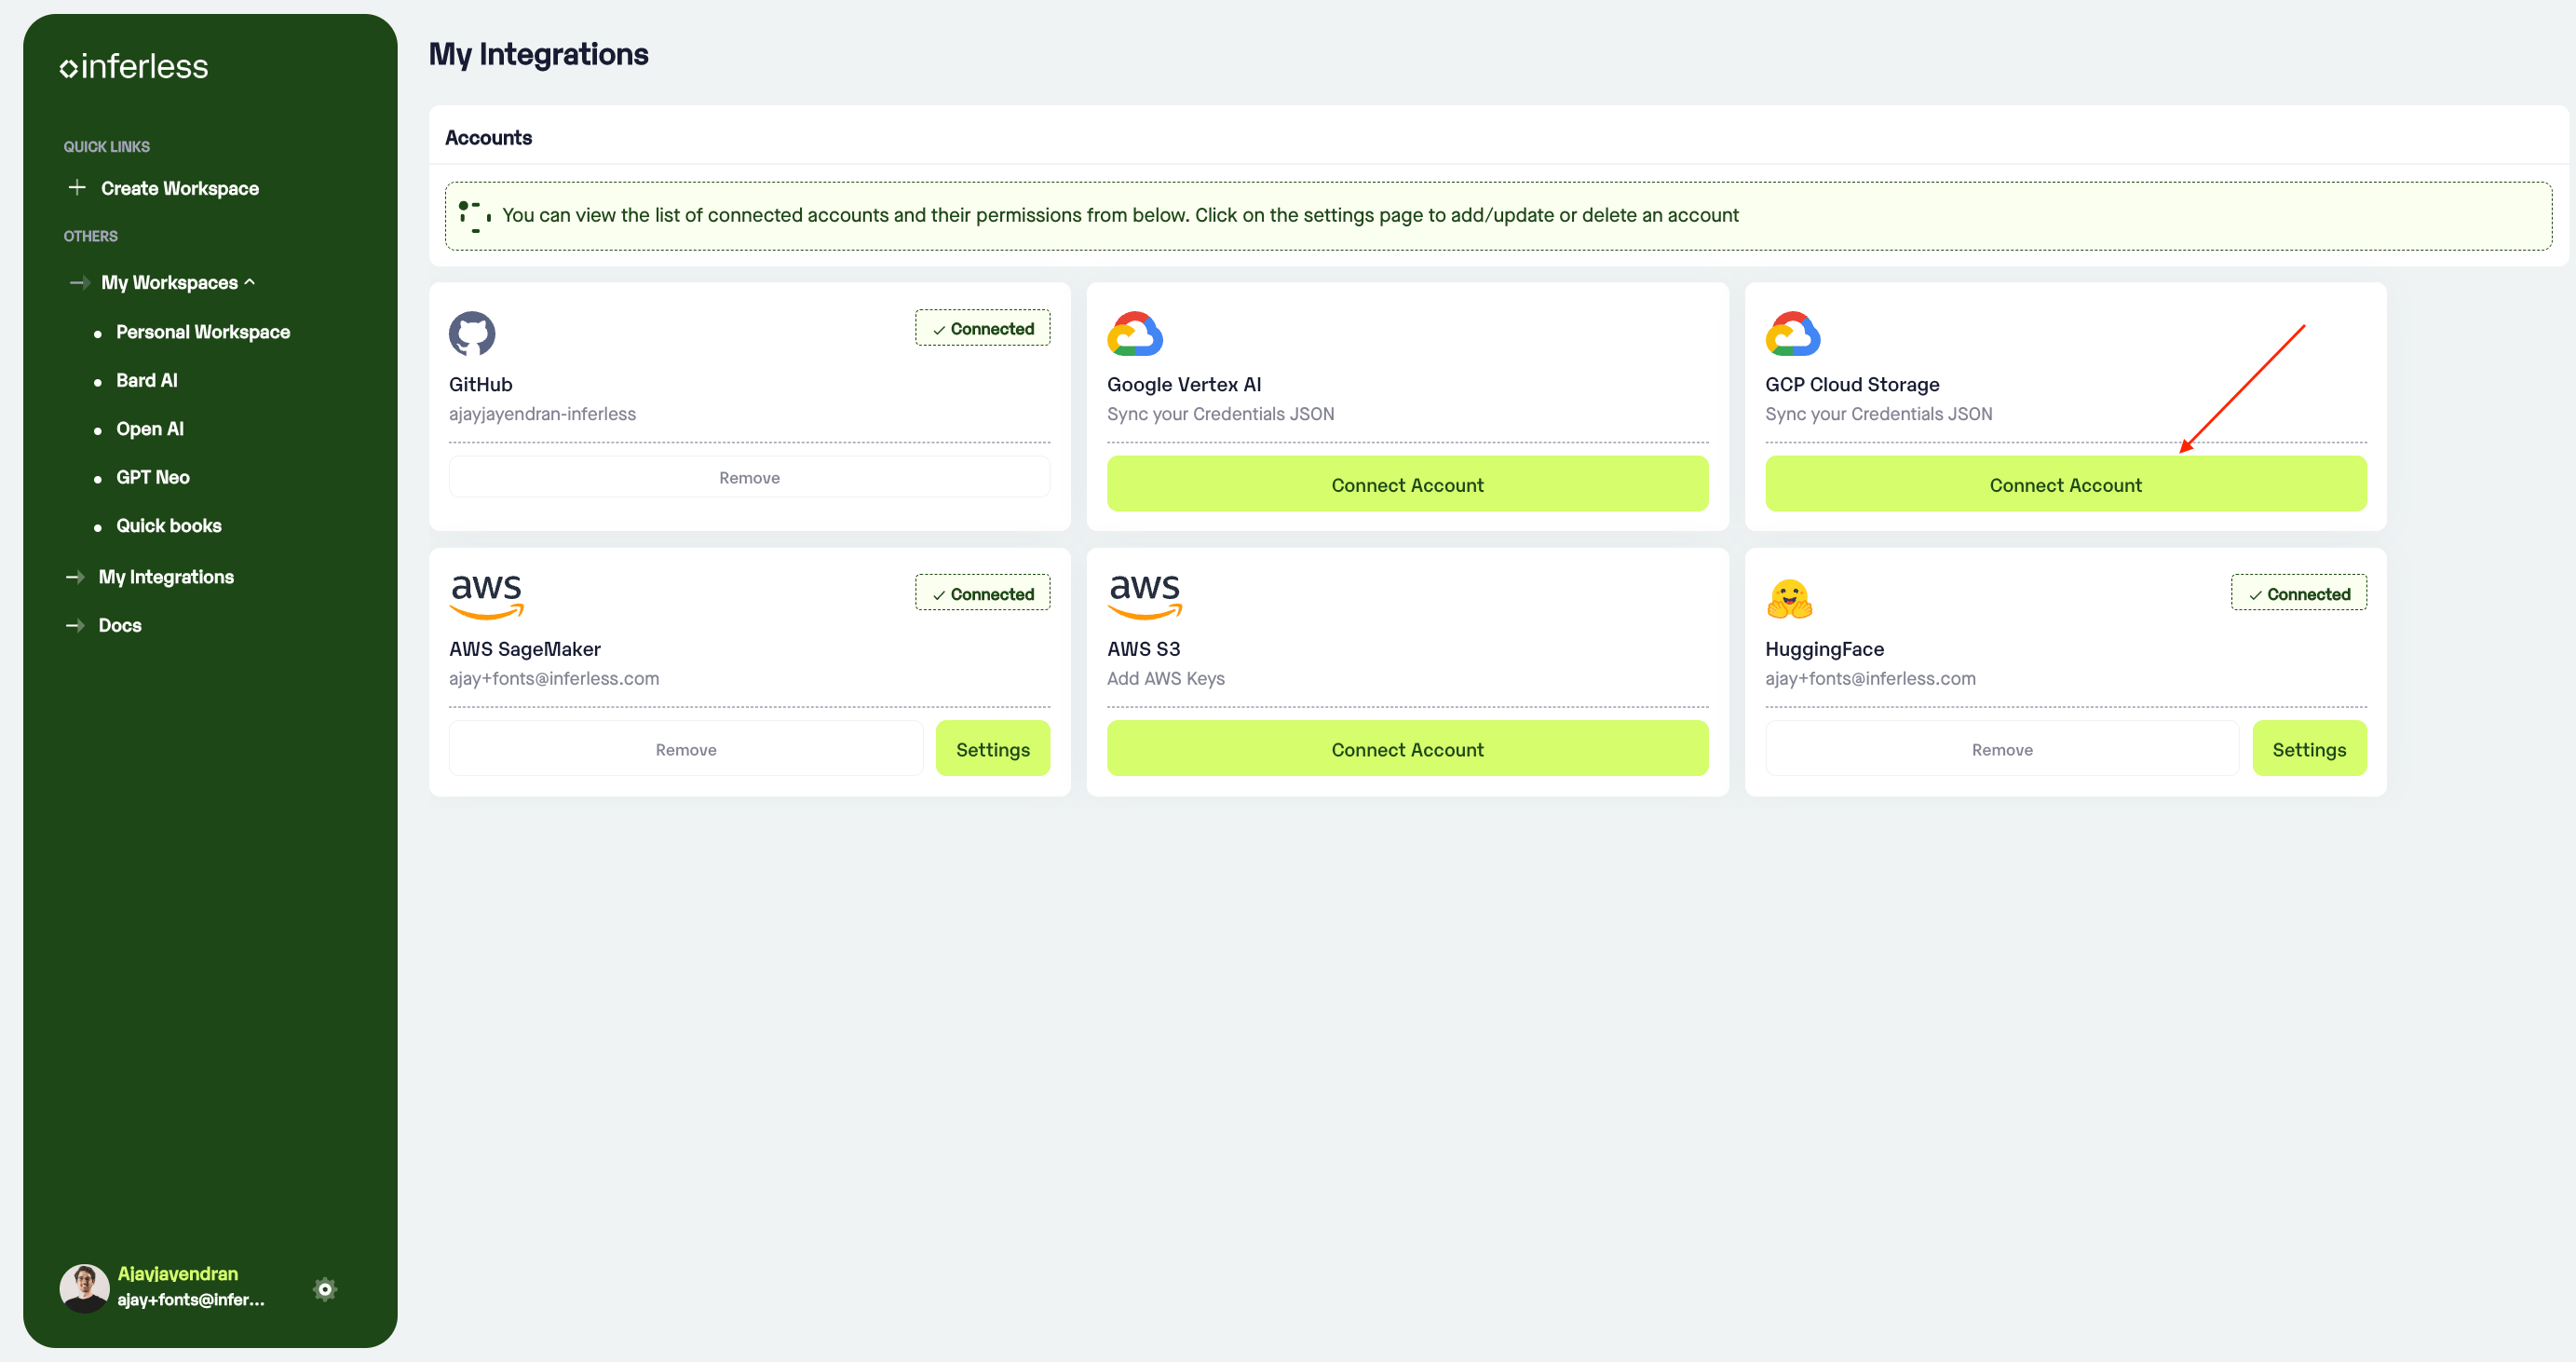 inferless
QUICK LINKS
Create Workspace
OTHERS
My Workspaces
Personal Workspace
Bard AI
Open AI
GPT Neo
Quick books
My Integrations
Docs
Ajayjayendran
ajay+fonts@infer...
My Integrations
Accounts
You can view the list of connected accounts and their permissions from below. Click on the settings page to add/update or delete an account
Connected
GitHub
ajayjayendran-inferless
Remove
Google Vertex AI
Sync your Credentials JSON
Connect Account
GCP Cloud Storage
Sync your Credentials JSON
Connect Account
aws
Connected
AWS SageMaker
ajay+fonts@inferless.com
Remove
Settings
aws
AWS S3
Add AWS Keys
Connect Account
Connected
HuggingFace
ajay+fonts@inferless.com
Remove
Settings